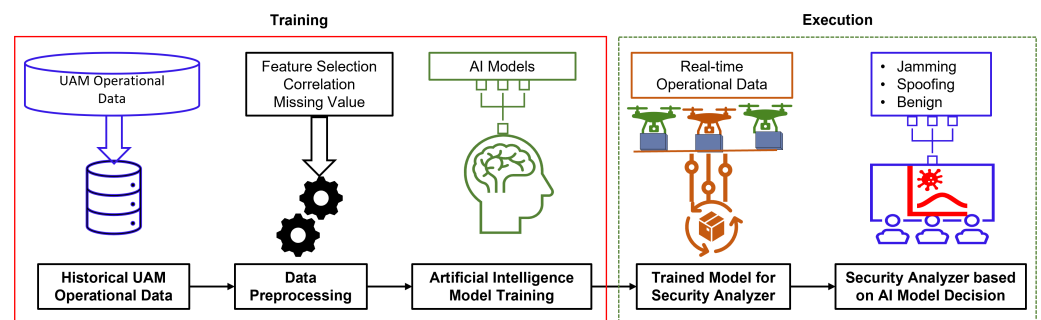 Training
Execution
UAM Operational
Data
Feature Selection
Correlation
Missing Value
AI Models
Real-time
Operational Data
• Jamming
• Spoofing
• Benign
Historical UAM
Operational Data
Data
Preprocessing
Artificial Intelligence
Model Training
Trained Model for
Security Analyzer
Security Analyzer based
on AI Model Decision